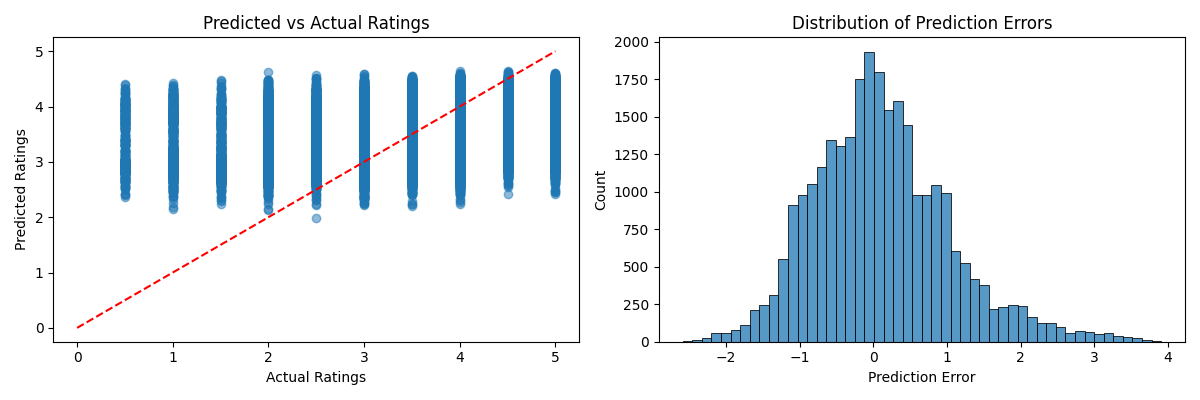 Predicted vs Actual Ratings
5
4
3
2
1
0
Predicted Ratings
0 1 2 3 4 5
Actual Ratings
Distribution of Prediction Errors
2000
1750
1500
1250
1000
750
500
250
0
Count
−2 −1 0 1 2 3 4
Prediction Error